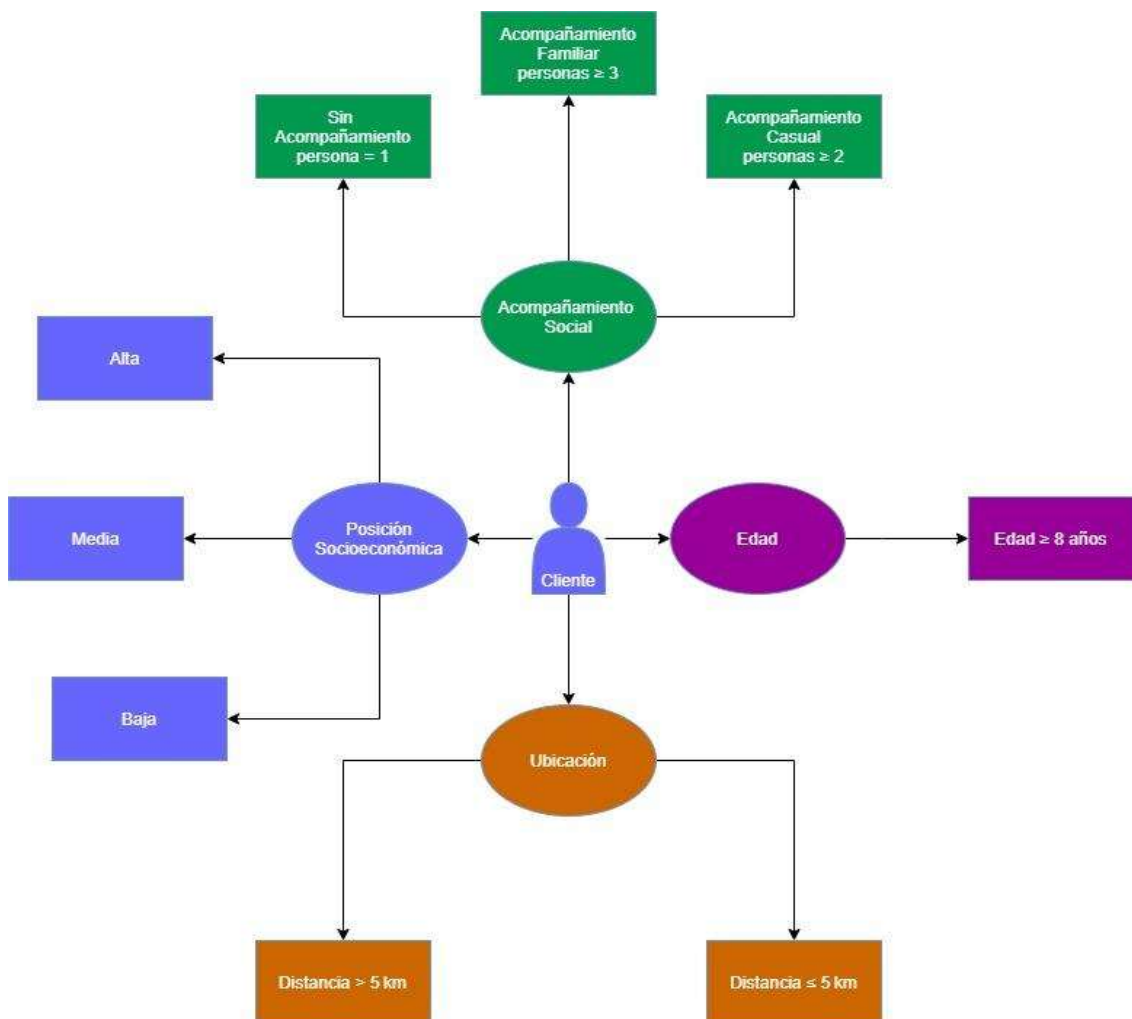 Acompañamiento
Familiar
personas ≥ 3
Sin
Acompañamiento
persona = 1
Acompañamiento
Casual
personas ≥ 2
Acompañamiento
Social
Alta
Media
Posición
Socioeconómica
Cliente
Edad
Edad ≥ 8 años
Baja
Ubicación
Distancia > 5 km
Distancia ≤ 5 km